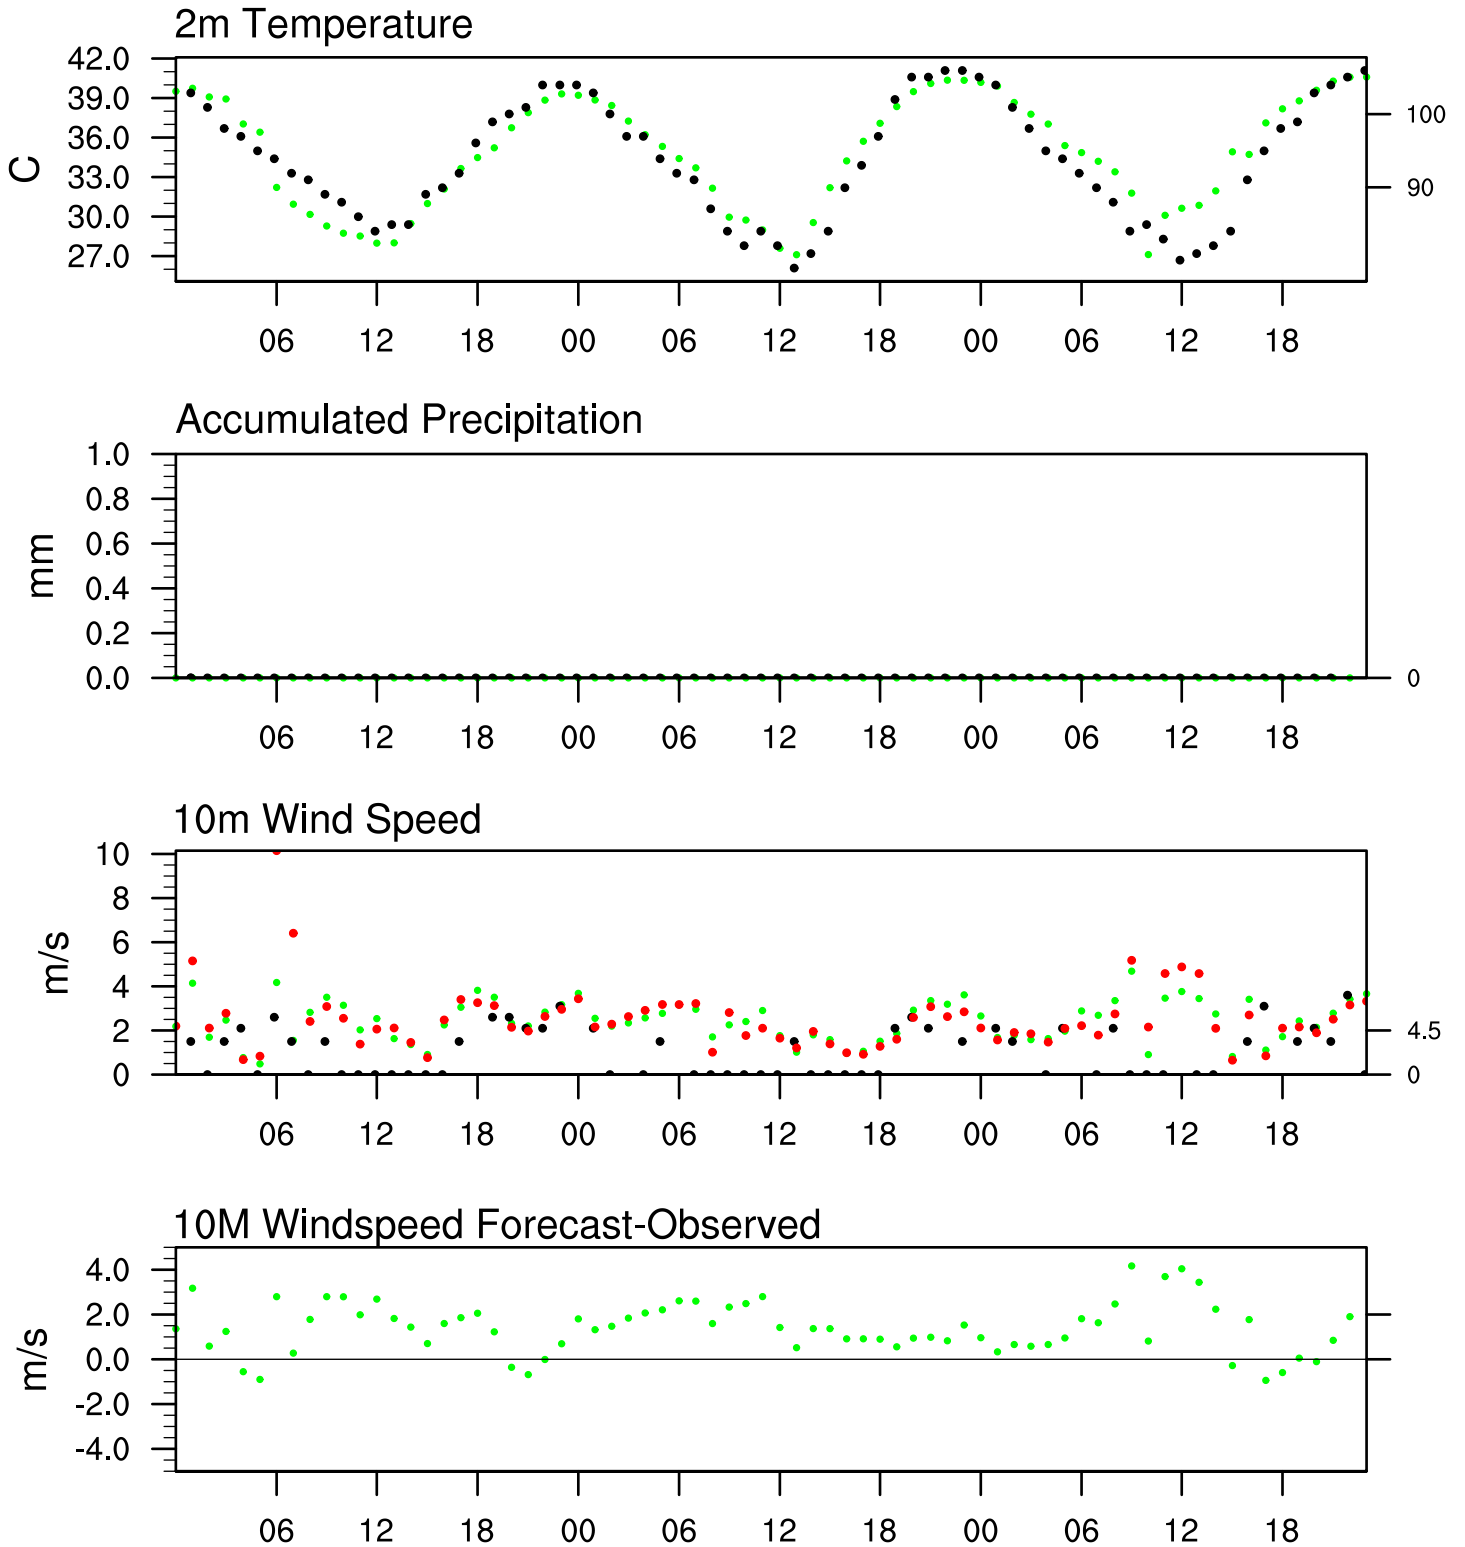 2m Temperature
42.0
39.0
36.0
33.0
30.0
27.0
C
100
90
06 12 18 00 06 12 18 00 06 12 18
Accumulated Precipitation
1.0
0.8
0.6
0.4
0.2
0.0
mm
0
06 12 18 00 06 12 18 00 06 12 18
10m Wind Speed
10
8
6
4
2
0
m/s
4.5
0
06 12 18 00 06 12 18 00 06 12 18
10M Windspeed Forecast-Observed
4.0
2.0
0.0
-2.0
-4.0
m/s
06 12 18 00 06 12 18 00 06 12 18